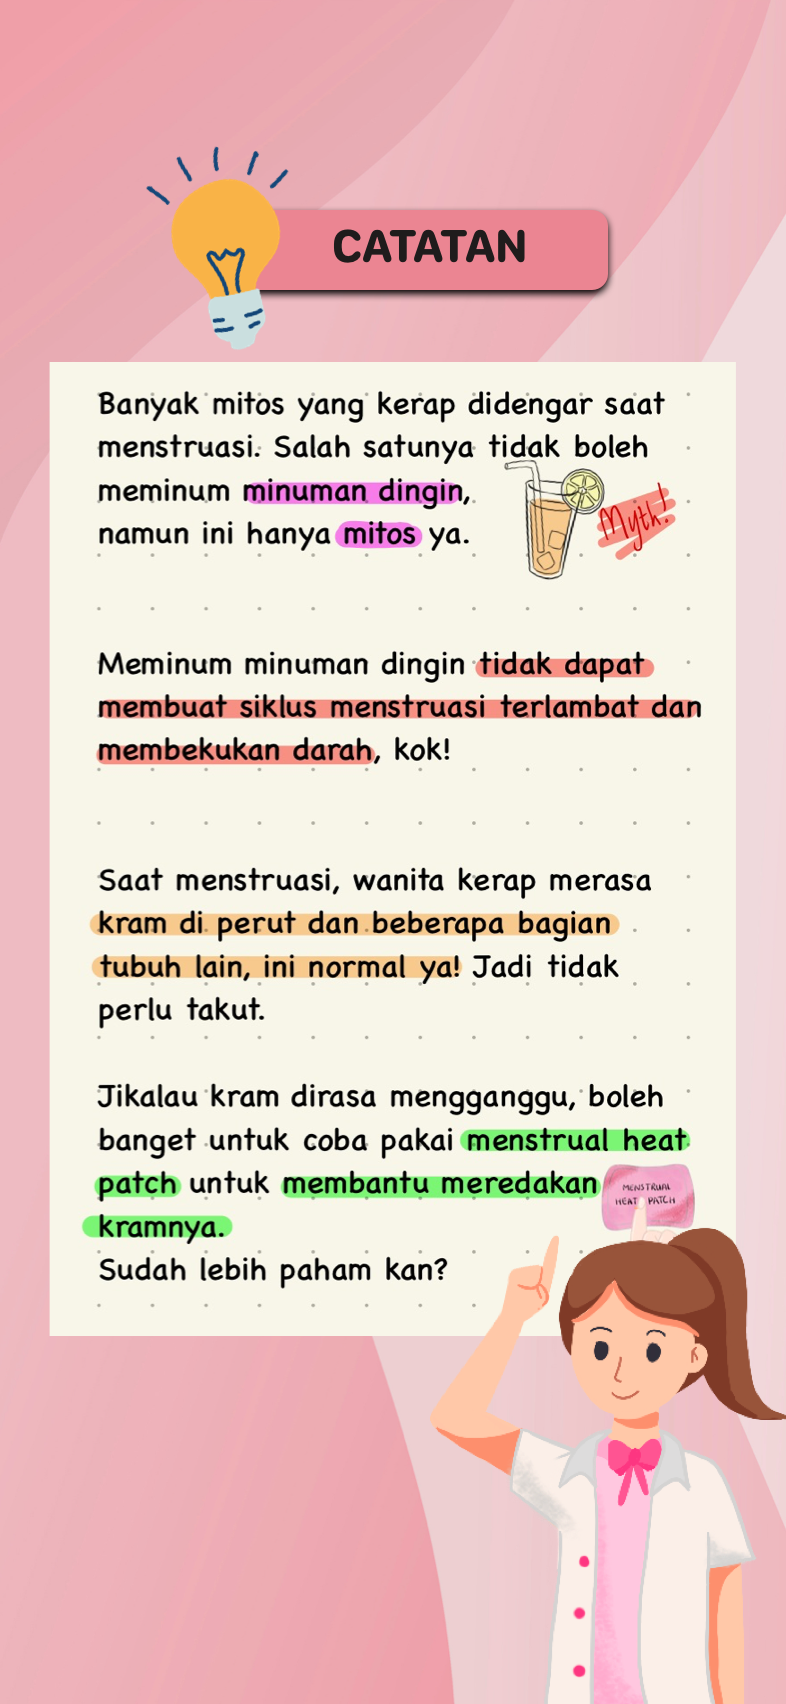 CATATAN
Banyak mitos yang kerap didengar saat
menstruasi. Salah satunya tidak boleh
meminum minuman dingin,
namun ini hanya mitos ya.
Myth!
Meminum minuman dingin tidak dapat
membuat siklus menstruasi terlambat dan
membekukan darah, kok!
Saat menstruasi, wanita kerap merasa
kram di perut dan beberapa bagian
tubuh lain, ini normal ya! Jadi tidak
perlu takut.
Jikalau kram dirasa mengganggu, boleh
banget untuk coba pakai menstrual heat
patch untuk membantu meredakan
kramnya.
MENSTRUAL
HEAT PATCH
Sudah lebih paham kan?